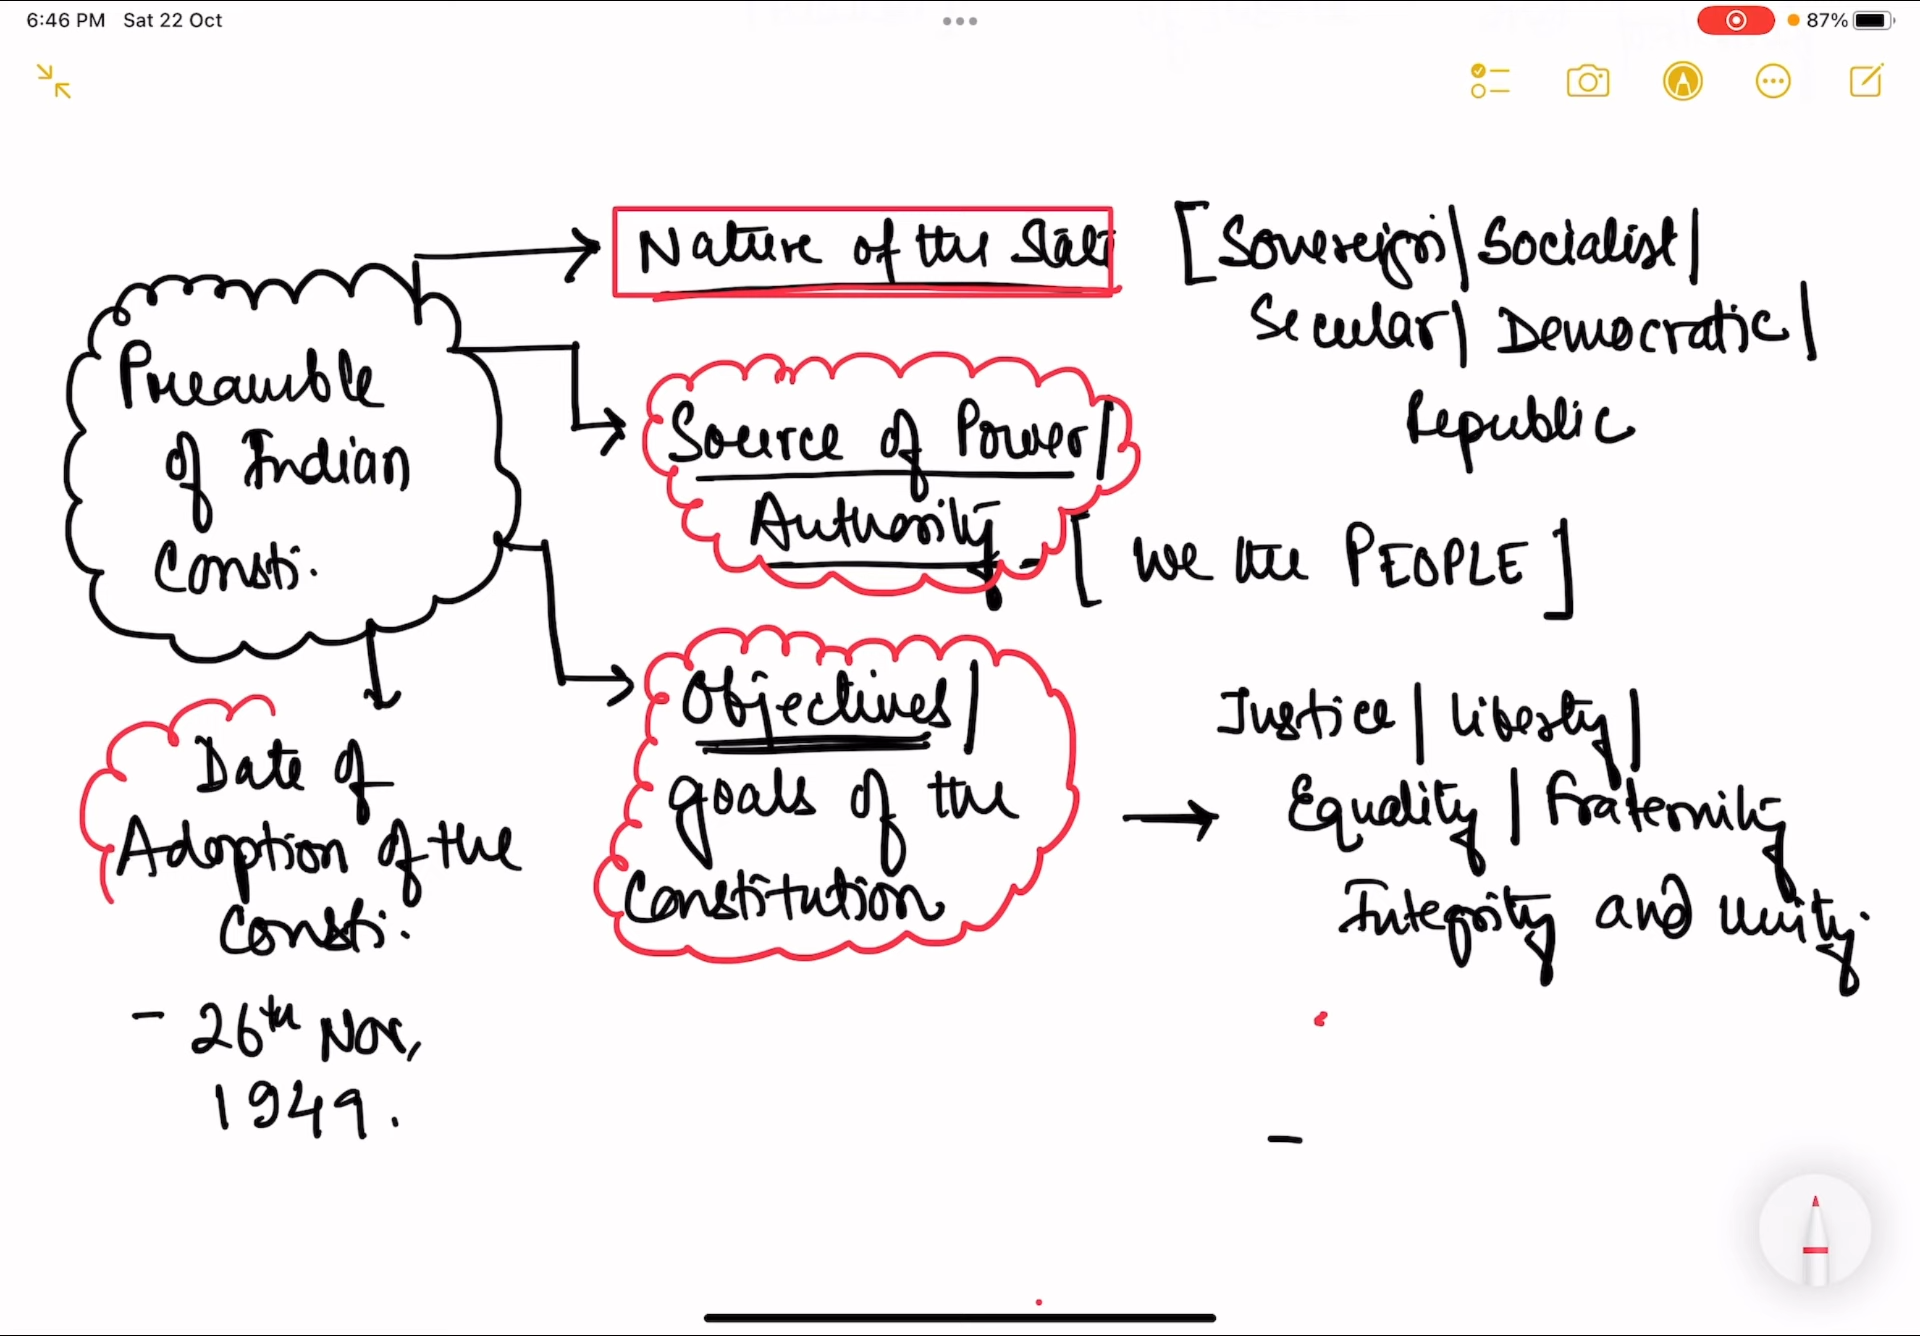 6:46 PM Sat 22 Oct
87%
Nature of the State
[Sovereign| Socialist|
Secular| Democratic|
Republic
Preamble
of Indian
Consti.
Source of Power|
Authority - [ We the PEOPLE ]
Objectives|
goals of the
Constitution
Justice | liberty|
Equality | fraternity
Integrity and Unity.
Date of
Adoption of the
Consti.
- 26th Nov,
1949.
-